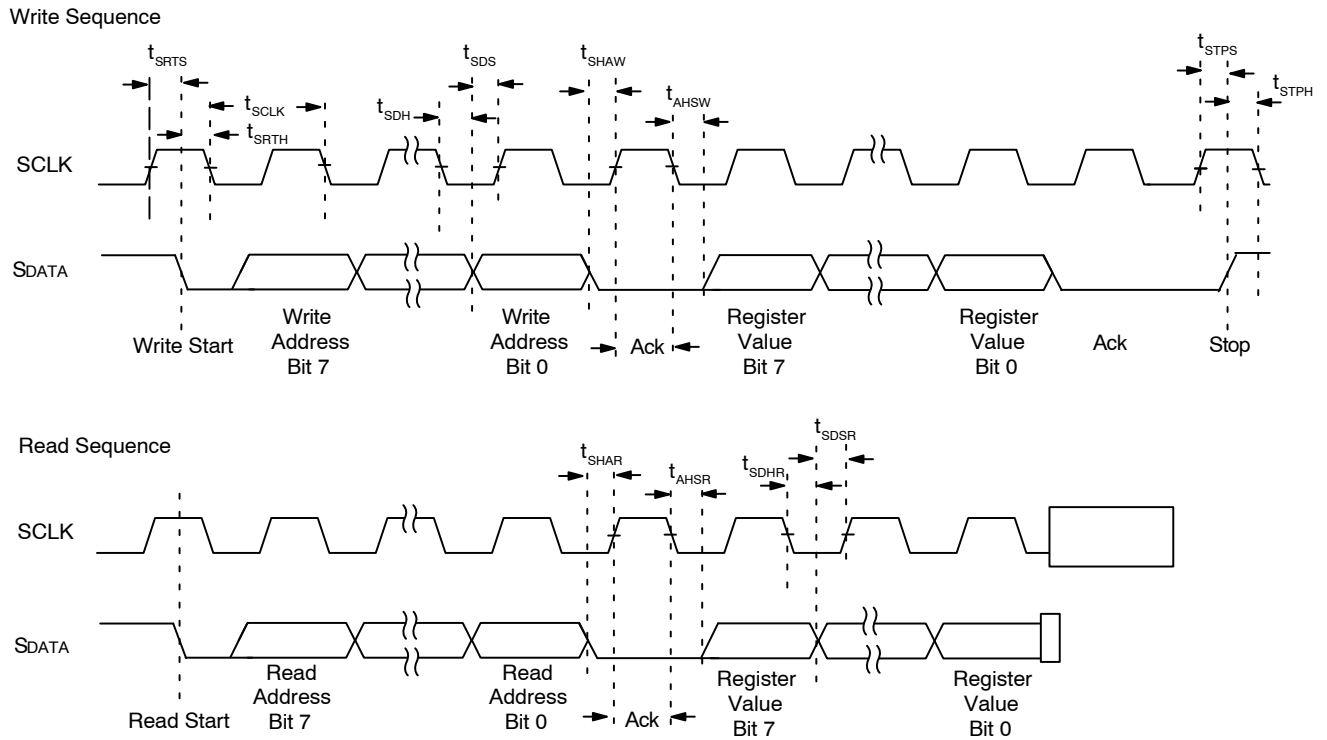 Write Sequence
tSRTS
tSCLK
tSRTH
tSDH
tSDS
tSHAW
tAHSW
tSTPS
tSTPH
SCLK
SDATA
Write Start
Write
Address
Bit 7
Write
Address
Bit 0
Ack
Register
Value
Bit 7
Register
Value
Bit 0
Ack
Stop
Read Sequence
tSHAR
tAHSR
tSDHR
tSDSR
SCLK
SDATA
Read Start
Read
Address
Bit 7
Read
Address
Bit 0
Ack
Register
Value
Bit 7
Register
Value
Bit 0